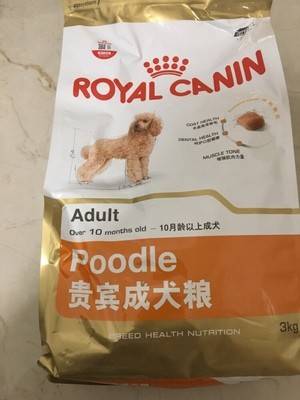 ROYAL CANIN
COAT HEALTH
DENTAL HEALTH
MUSCLE TONE
Adult
Over 10 months old — 10月龄以上成犬
Poodle
贵宾成犬粮
BREED HEALTH NUTRITION
3kg